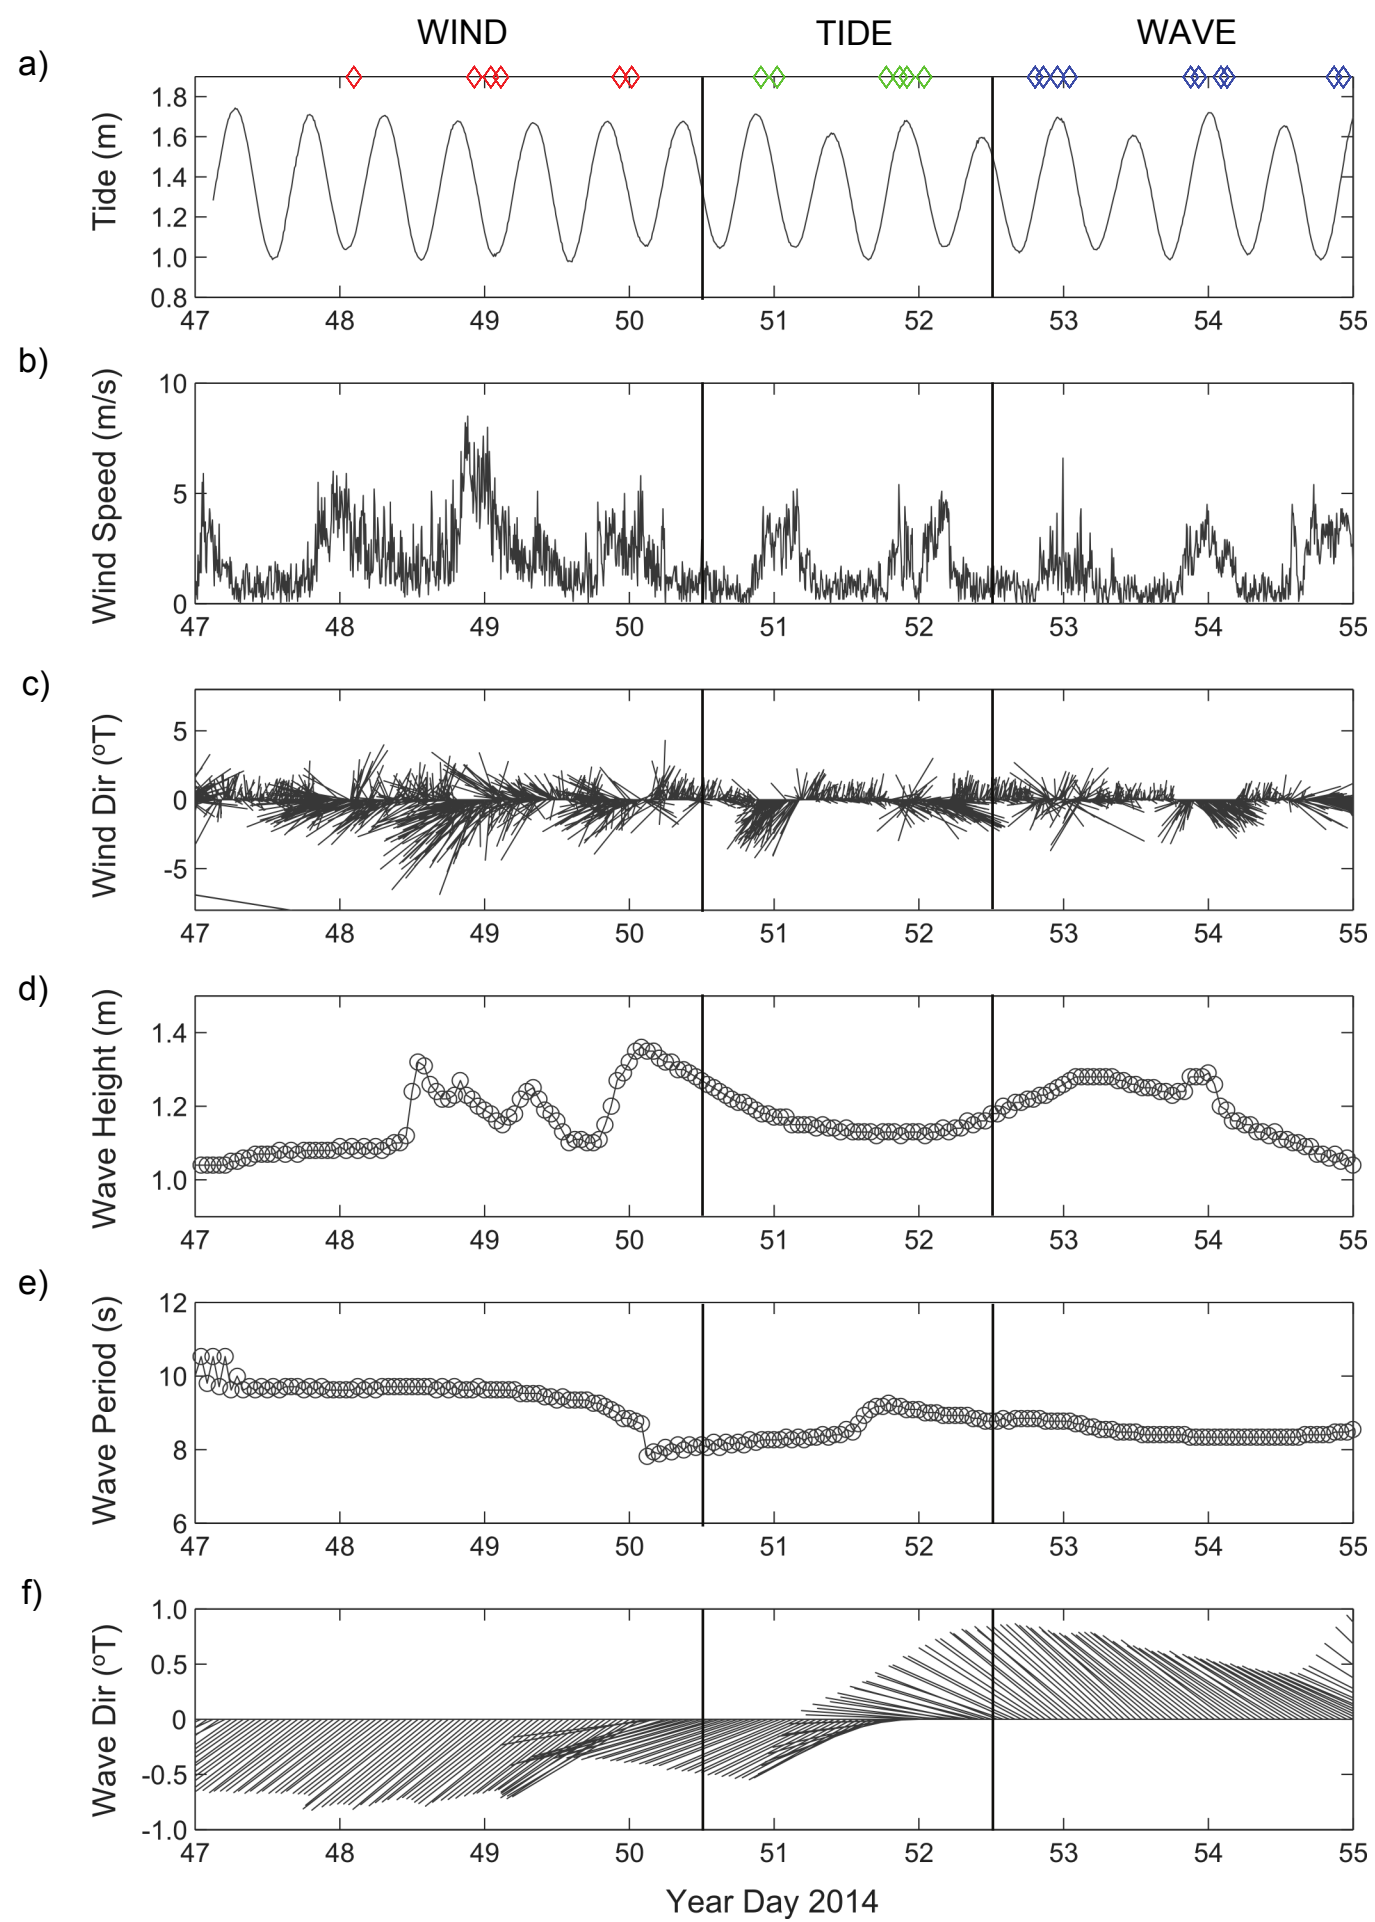 WIND TIDE WAVE
a)
Tide (m)
1.8
1.6
1.4
1.2
1.0
0.8
47 48 49 50 51 52 53 54 55
b)
Wind Speed (m/s)
10
5
0
47 48 49 50 51 52 53 54 55
c)
Wind Dir (ºT)
5
0
-5
47 48 49 50 51 52 53 54 55
d)
Wave Height (m)
1.4
1.2
1.0
47 48 49 50 51 52 53 54 55
e)
Wave Period (s)
12
10
8
6
47 48 49 50 51 52 53 54 55
f)
Wave Dir (ºT)
1.0
0.5
0
-0.5
-1.0
47 48 49 50 51 52 53 54 55
Year Day 2014